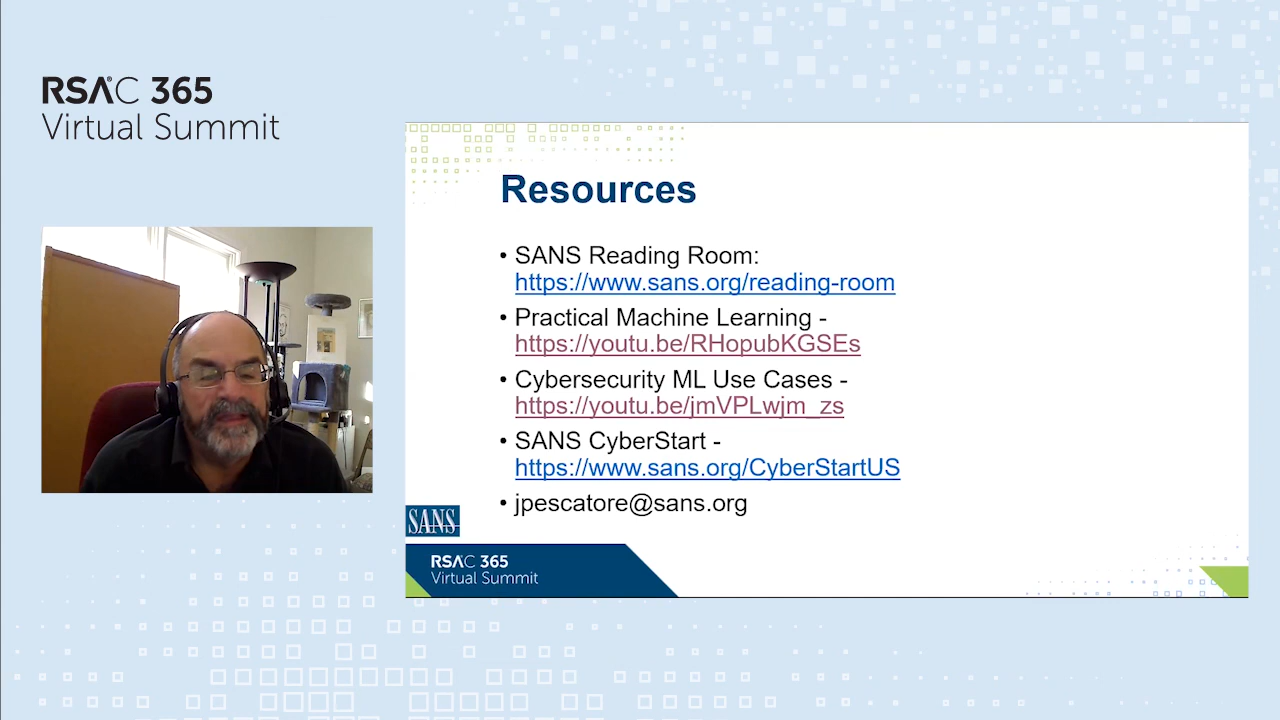 RSAC 365
Virtual Summit
Resources
• SANS Reading Room:
https://www.sans.org/reading-room
• Practical Machine Learning -
https://youtu.be/RHopubKGSEs
• Cybersecurity ML Use Cases -
https://youtu.be/jmVPLwjm_zs
• SANS CyberStart -
https://www.sans.org/CyberStartUS
• jpescatore@sans.org
SANS
RSAC 365
Virtual Summit